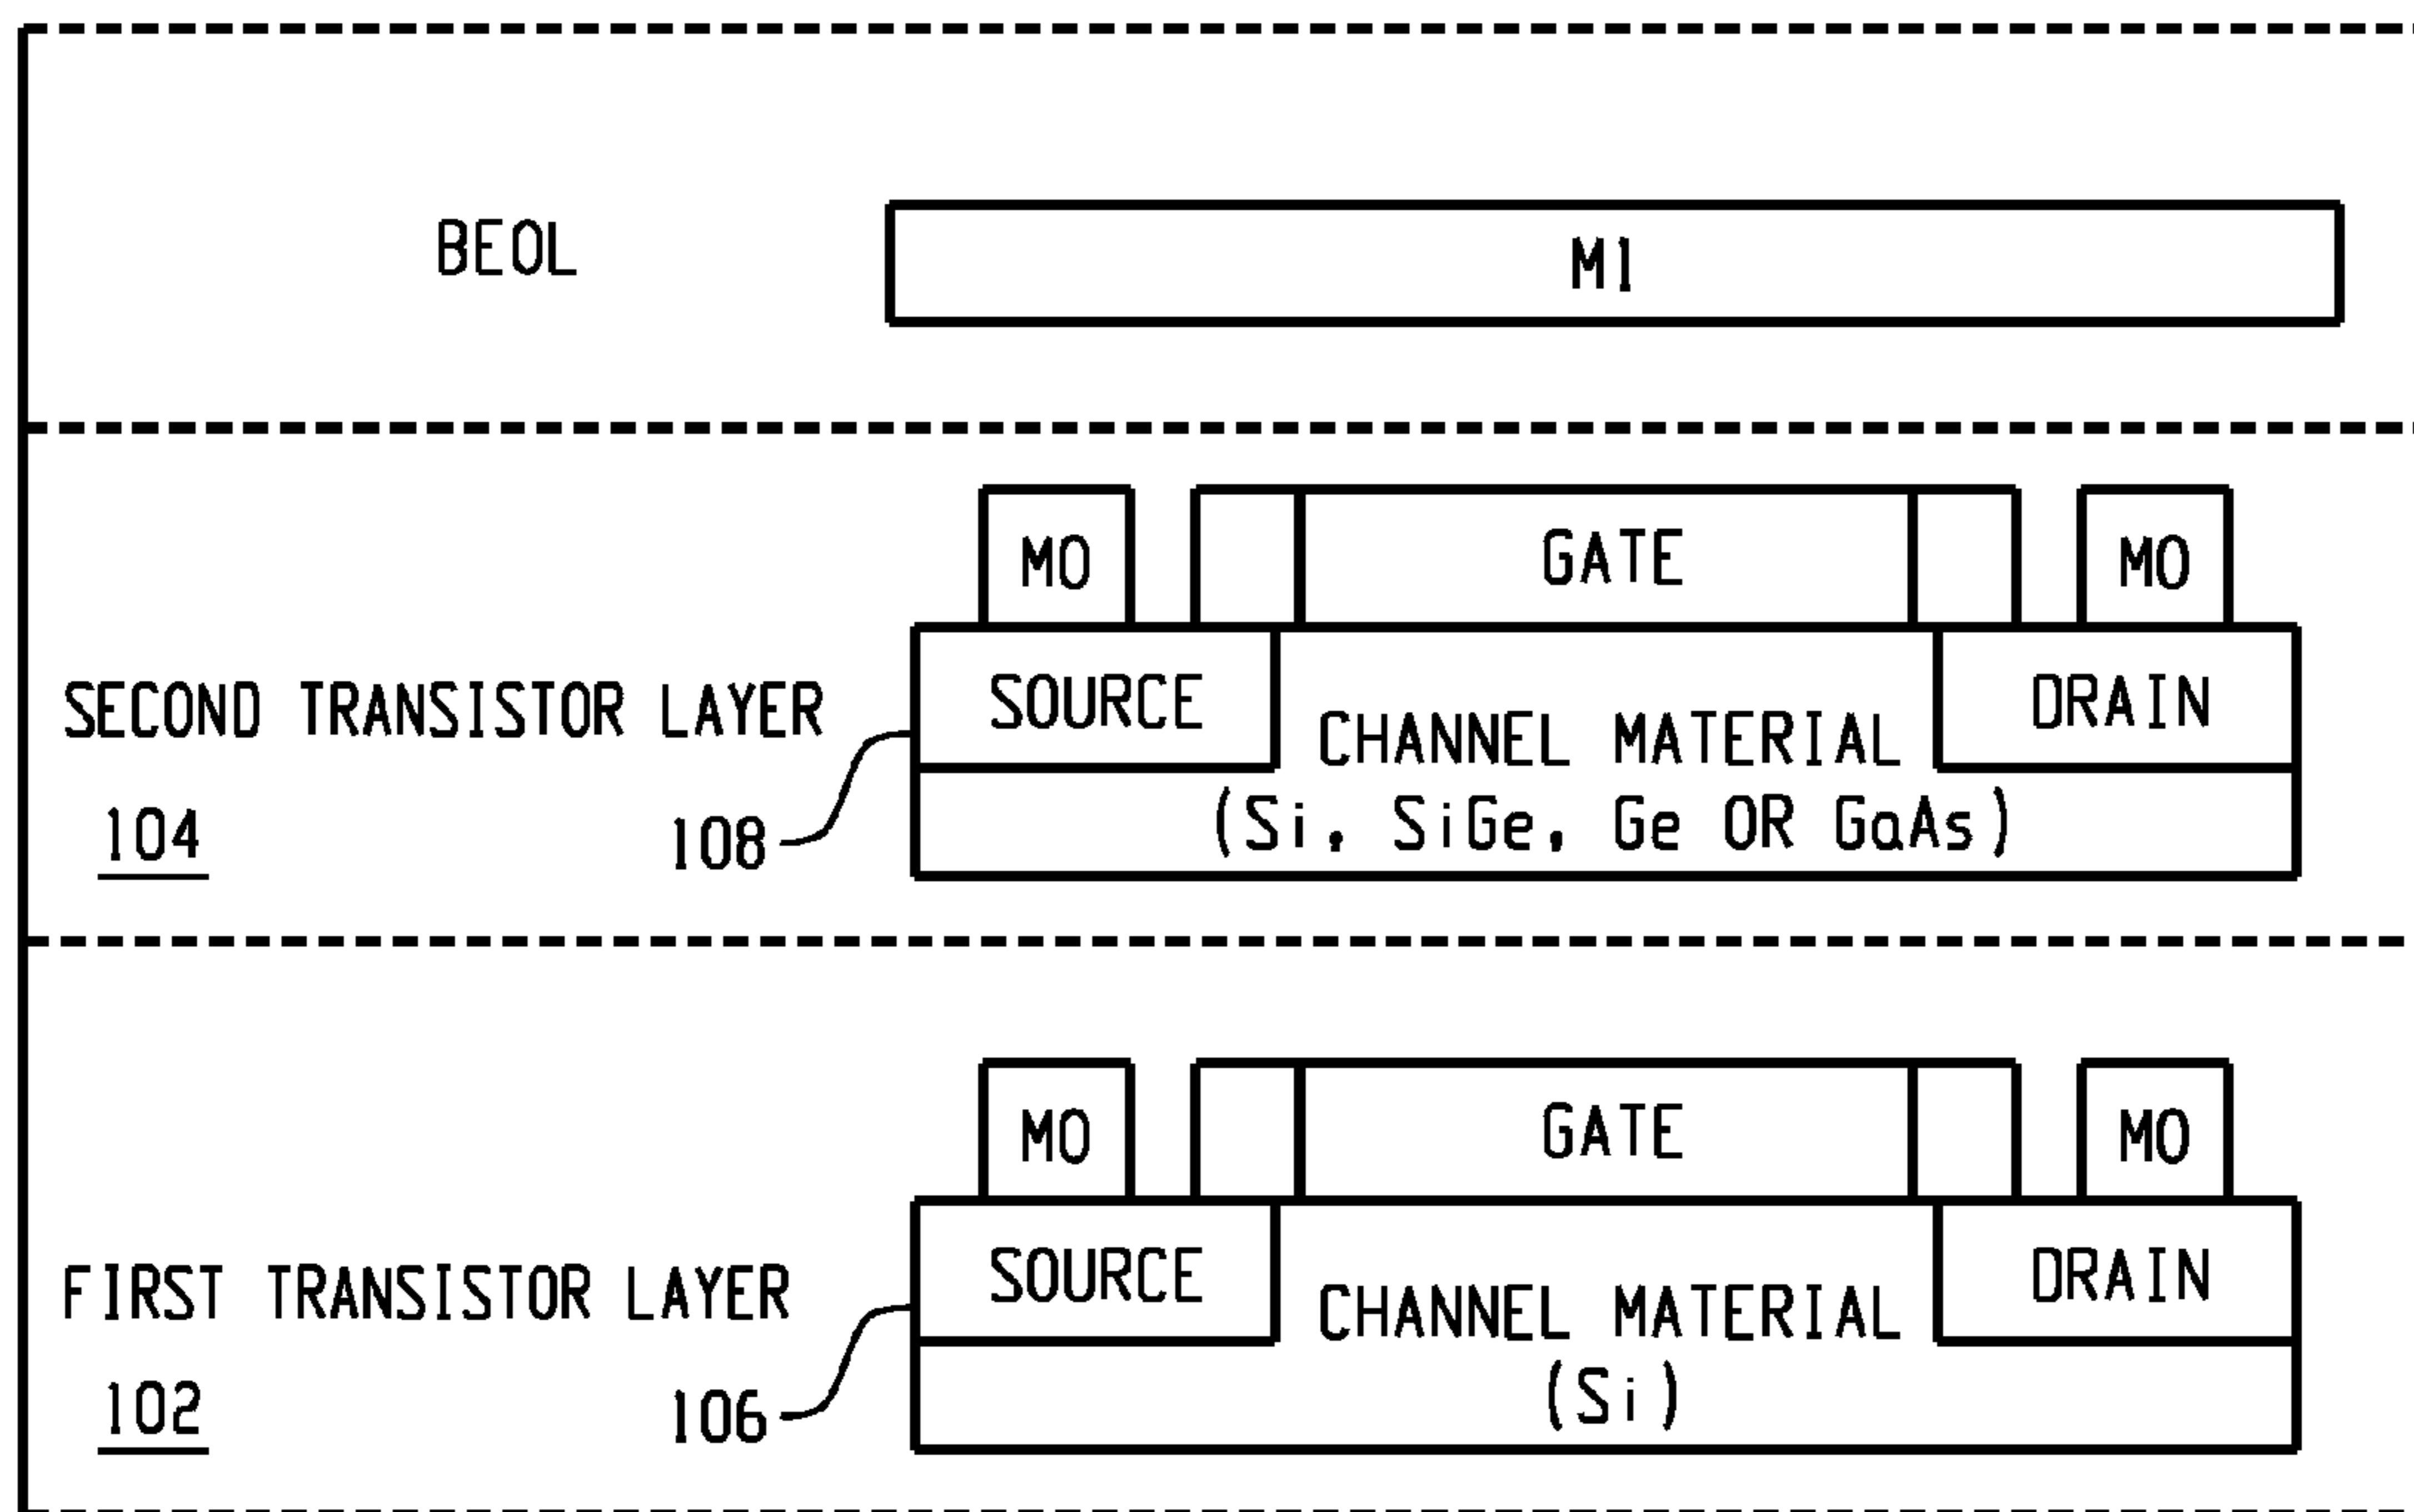 BEOL
M1
MO
GATE
MO
SECOND TRANSISTOR LAYER
104
108
SOURCE
CHANNEL MATERIAL
(Si, SiGe, Ge OR GaAs)
DRAIN
MO
GATE
MO
FIRST TRANSISTOR LAYER
102
106
SOURCE
CHANNEL MATERIAL
(Si)
DRAIN